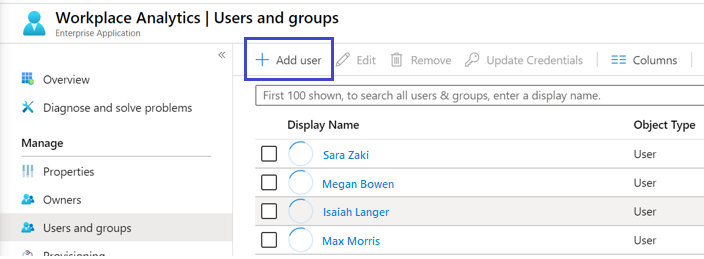 Workplace Analytics | Users and groups
Enterprise Application
«
Overview
Diagnose and solve problems
Manage
Properties
Owners
Users and groups
Provisioning
+ Add user Edit Remove Update Credentials Columns
First 100 shown, to search all users & groups, enter a display name.
Display Name Object Type
Sara Zaki User
Megan Bowen User
Isaiah Langer User
Max Morris User